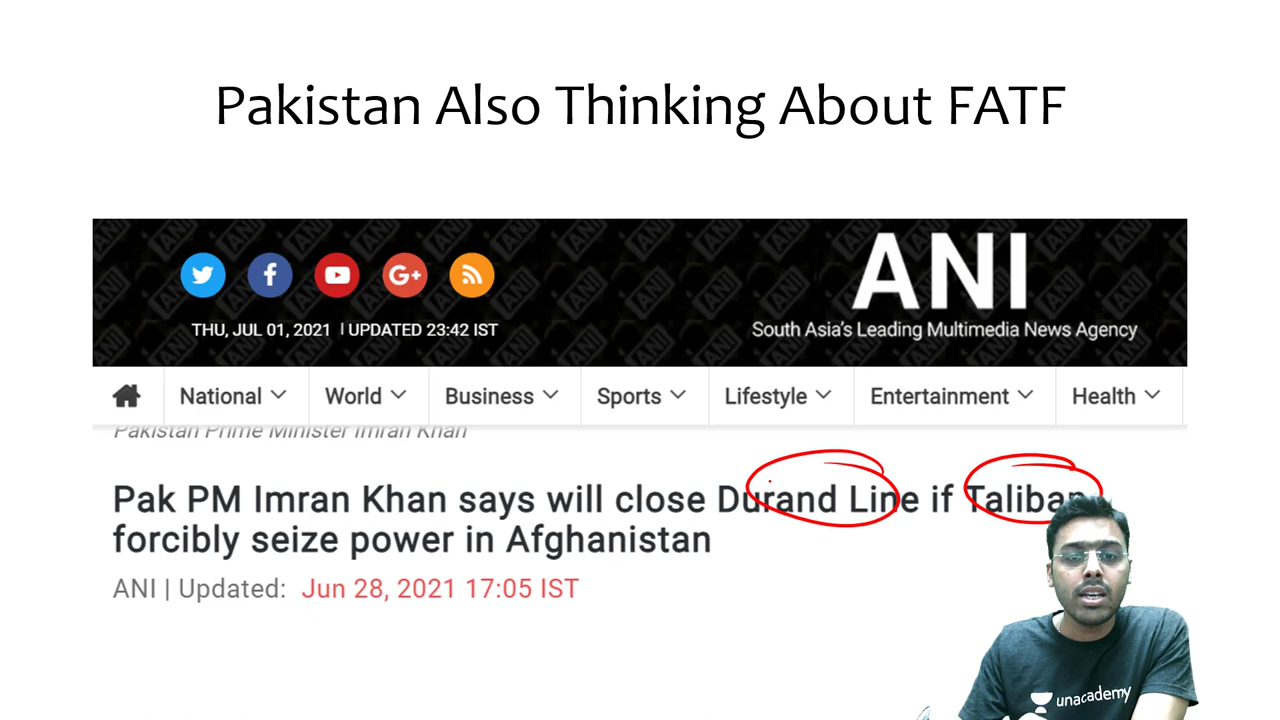 Pakistan Also Thinking About FATF
ANI
THU, JUL 01, 2021 | UPDATED 23:42 IST
South Asia's Leading Multimedia News Agency
National World Business Sports Lifestyle Entertainment Health
Pakistan Prime Minister Imran Khan
Pak PM Imran Khan says will close Durand Line if Taliban
forcibly seize power in Afghanistan
ANI | Updated: Jun 28, 2021 17:05 IST
unacademy